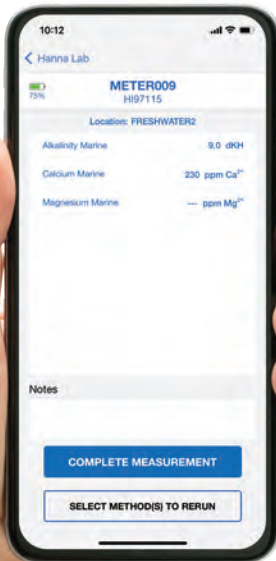 10:12
Hanna Lab
75%
METER009
HI97115
Location: FRESHWATER2
Alkalinity Marine 9.0 dKH
Calcium Marine 230 ppm Ca²⁺
Magnesium Marine --- ppm Mg²⁺
Notes
COMPLETE MEASUREMENT
SELECT METHOD(S) TO RERUN